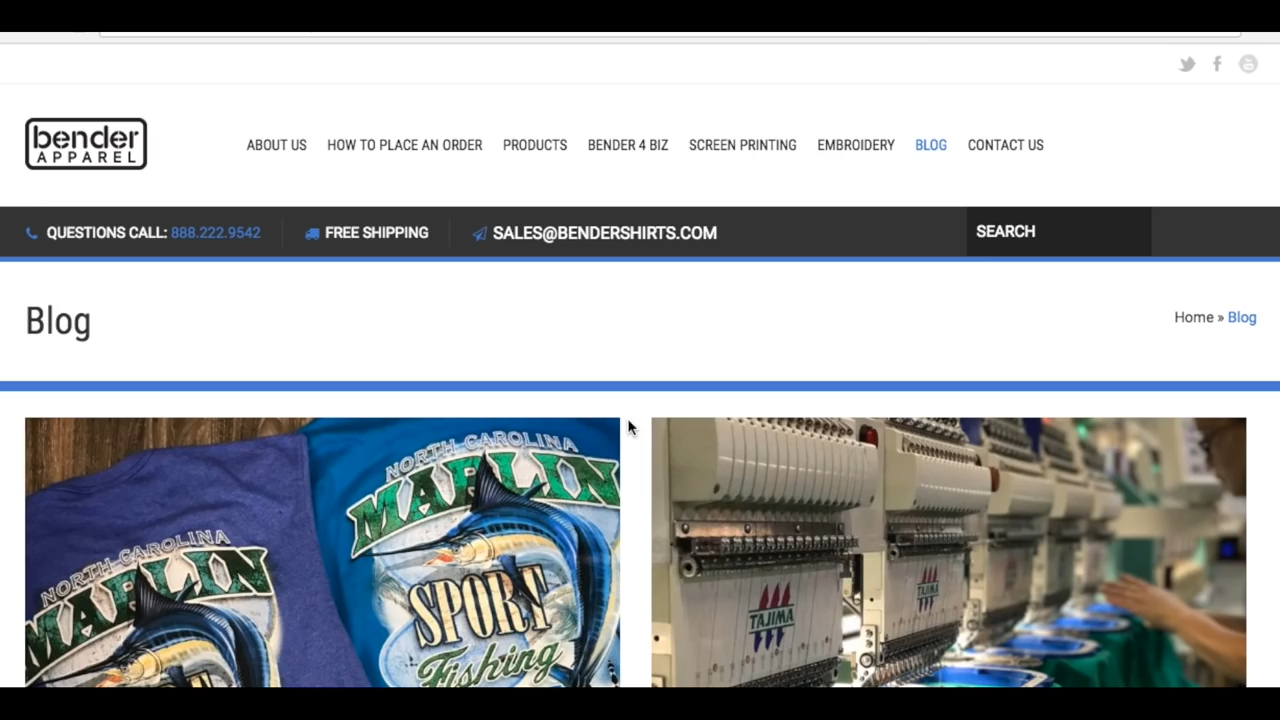 bender
APPAREL
ABOUT US HOW TO PLACE AN ORDER PRODUCTS BENDER 4 BIZ SCREEN PRINTING EMBROIDERY BLOG CONTACT US
QUESTIONS CALL: 888.222.9542 FREE SHIPPING SALES@BENDERSHIRTS.COM SEARCH
Blog
Home » Blog
NORTH CAROLINA
MARLIN
NORTH CAROLINA
MARLIN
SPORT
Fishing
TAJIMA
TAJIMA